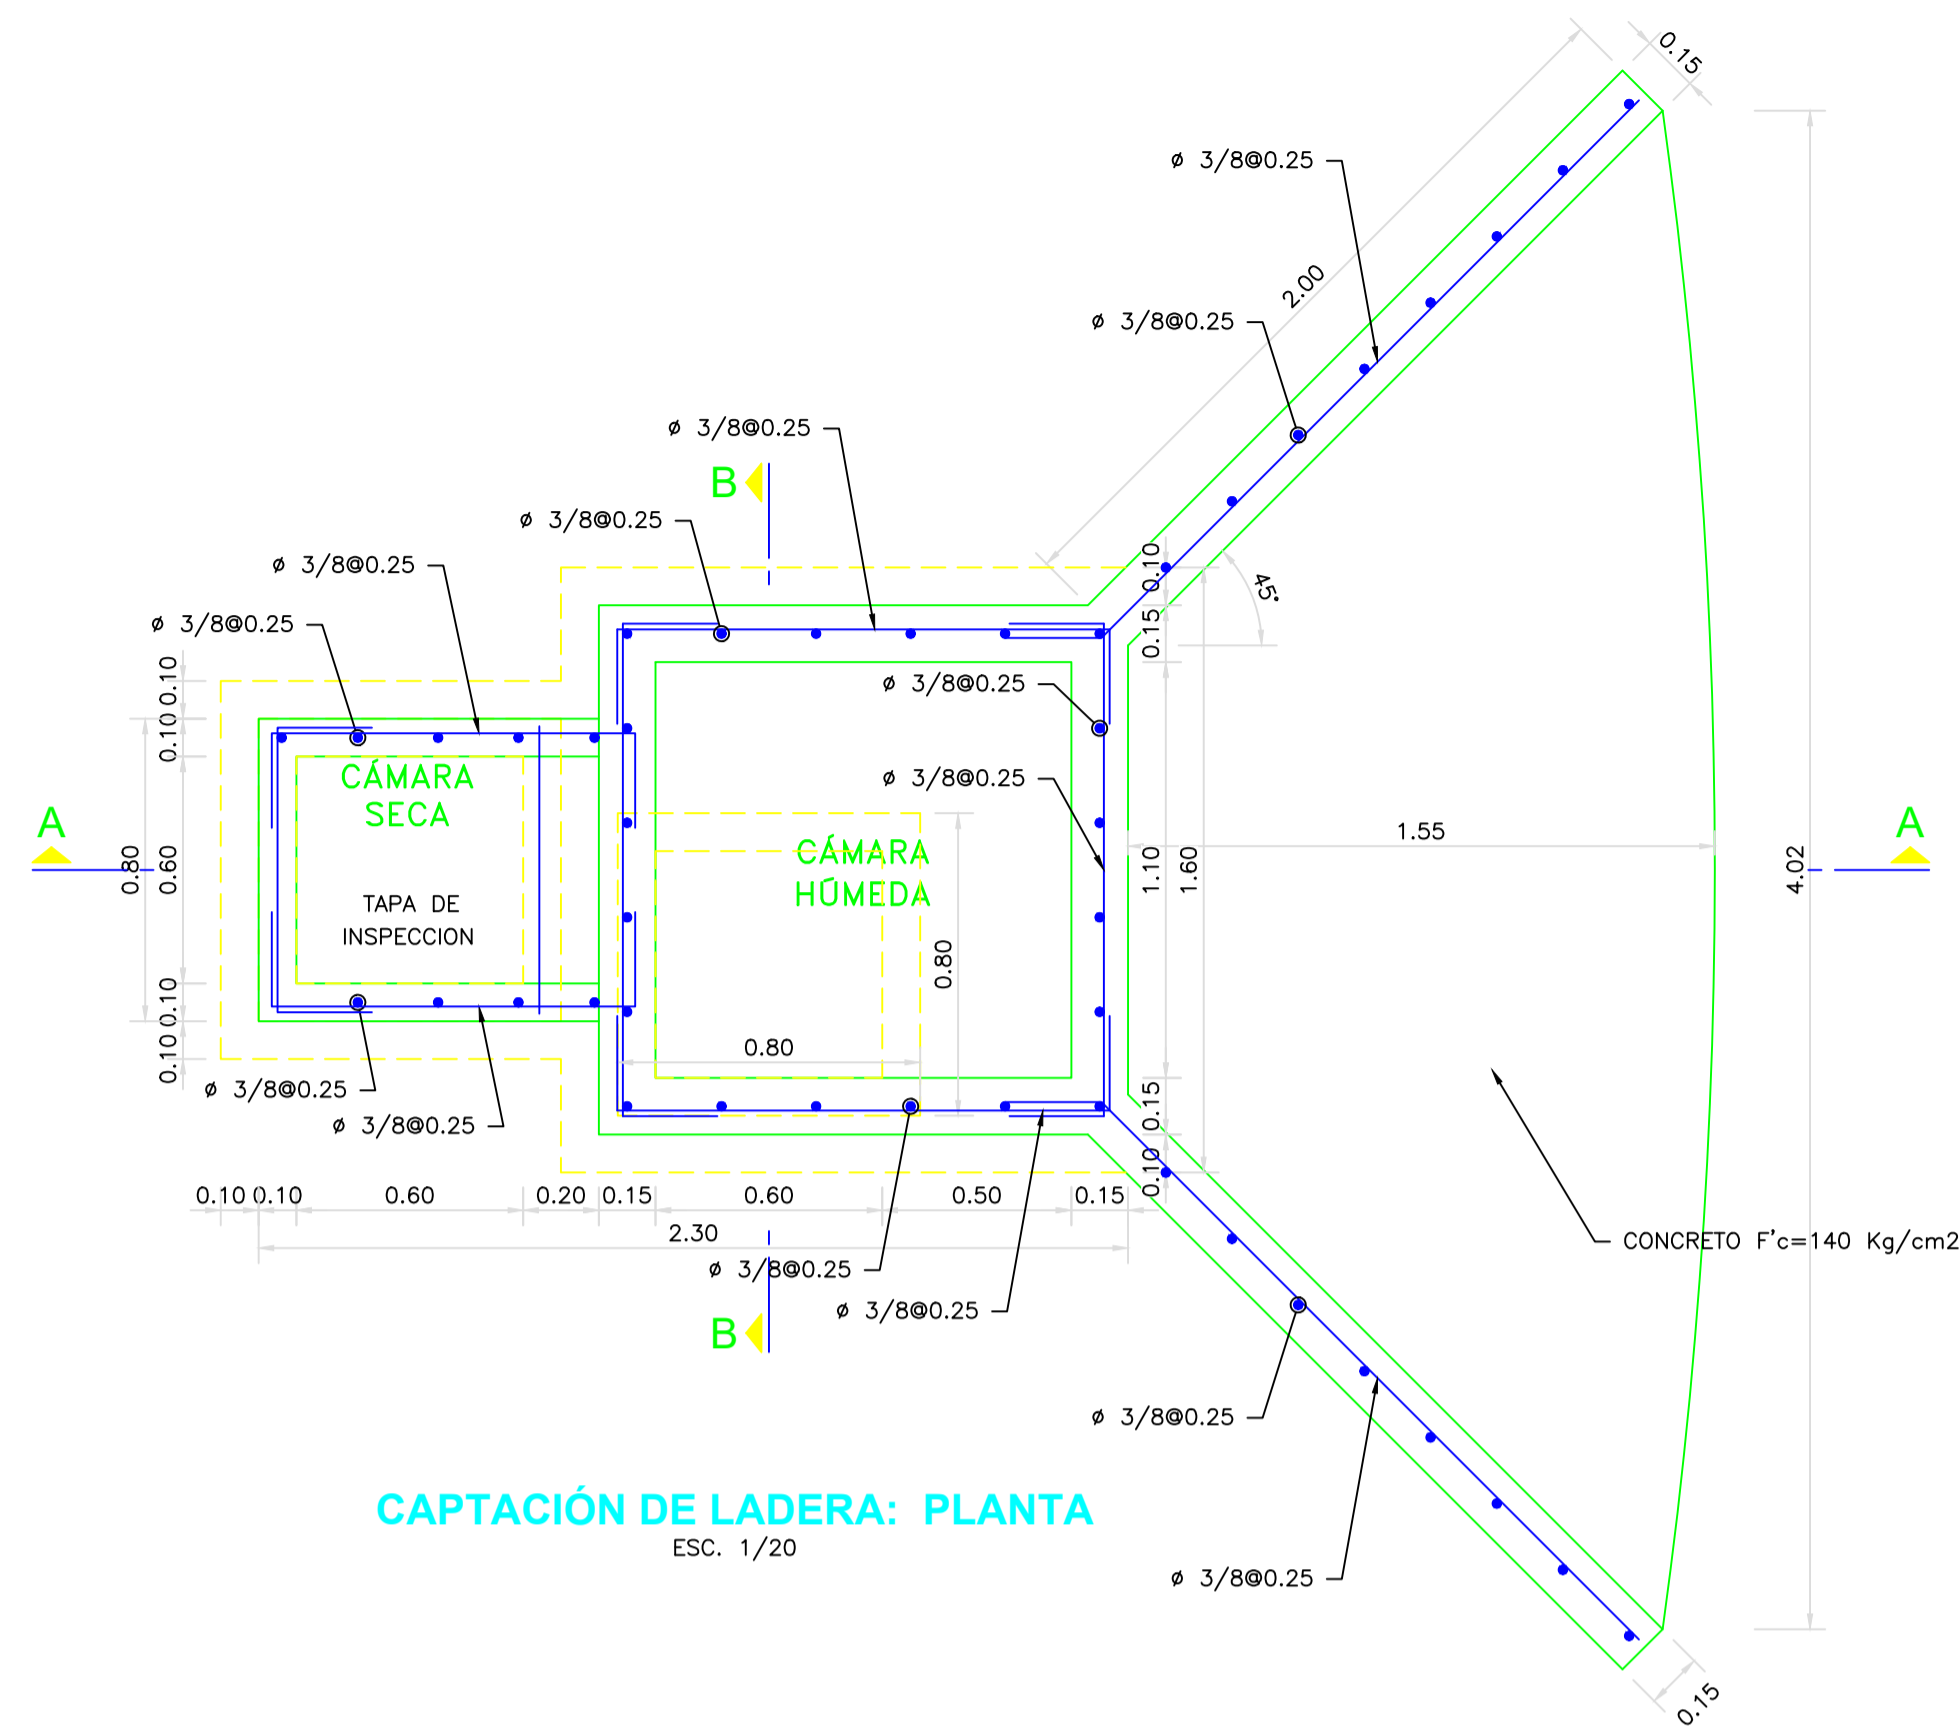 0.15
ø 3/8@0.25
2.00
ø 3/8@0.25
ø 3/8@0.25
B
ø 3/8@0.25
ø 3/8@0.25
0.10
45°
ø 3/8@0.25
0.15
0.10
ø 3/8@0.25
0.10
CÁMARA
SECA
ø 3/8@0.25
A
A
1.55
CÁMARA
HÚMEDA
0.80
0.60
1.10
1.60
4.02
TAPA DE
INSPECCION
0.80
0.10
0.10
0.80
ø 3/8@0.25
ø 3/8@0.25
0.15
0.10
0.10
0.10
0.60
0.20
0.15
0.60
0.50
0.15
2.30
CONCRETO F'c=140 Kg/cm2
ø 3/8@0.25
ø 3/8@0.25
B
ø 3/8@0.25
CAPTACIÓN DE LADERA: PLANTA
ESC. 1/20
ø 3/8@0.25
0.15